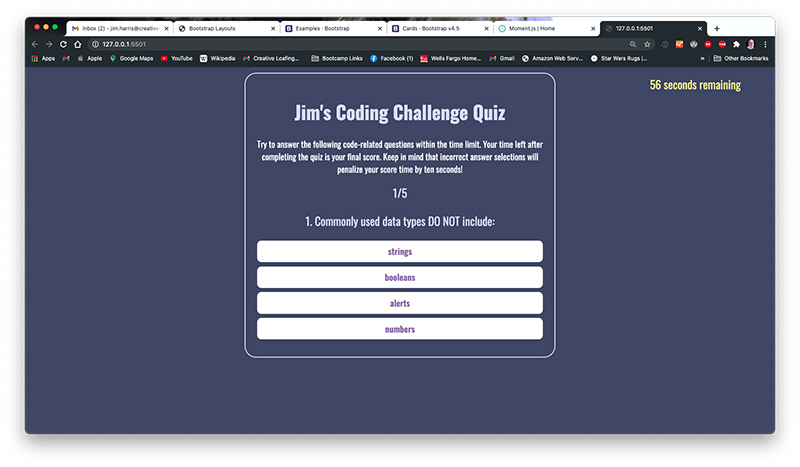 Inbox (2) - jim.harris@creative
Bootstrap Layouts
Examples · Bootstrap
Cards · Bootstrap v4.5
Moment.js | Home
127.0.0.1:5501
127.0.0.1:5501
Apps
Apple
Google Maps
YouTube
Wikipedia
Creative Loafing...
Bootcamp Links
Facebook (1)
Wells Fargo Home...
Gmail
Amazon Web Serv...
Star Wars Rugs |...
»
Other Bookmarks
56 seconds remaining
Jim's Coding Challenge Quiz
Try to answer the following code-related questions within the time limit. Your time left after
completing the quiz is your final score. Keep in mind that incorrect answer selections will
penalize your score time by ten seconds!
1/5
1. Commonly used data types DO NOT include:
strings
booleans
alerts
numbers